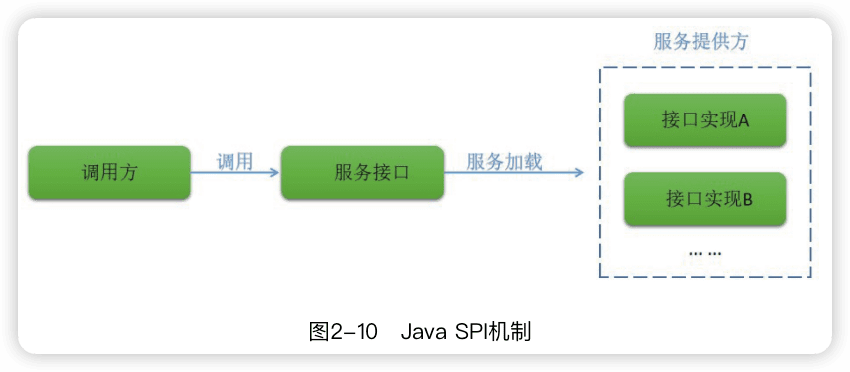 服务提供方
接口实现A
调用方
调用
服务接口
服务加载
接口实现B
... ...
图2-10 Java SPI机制